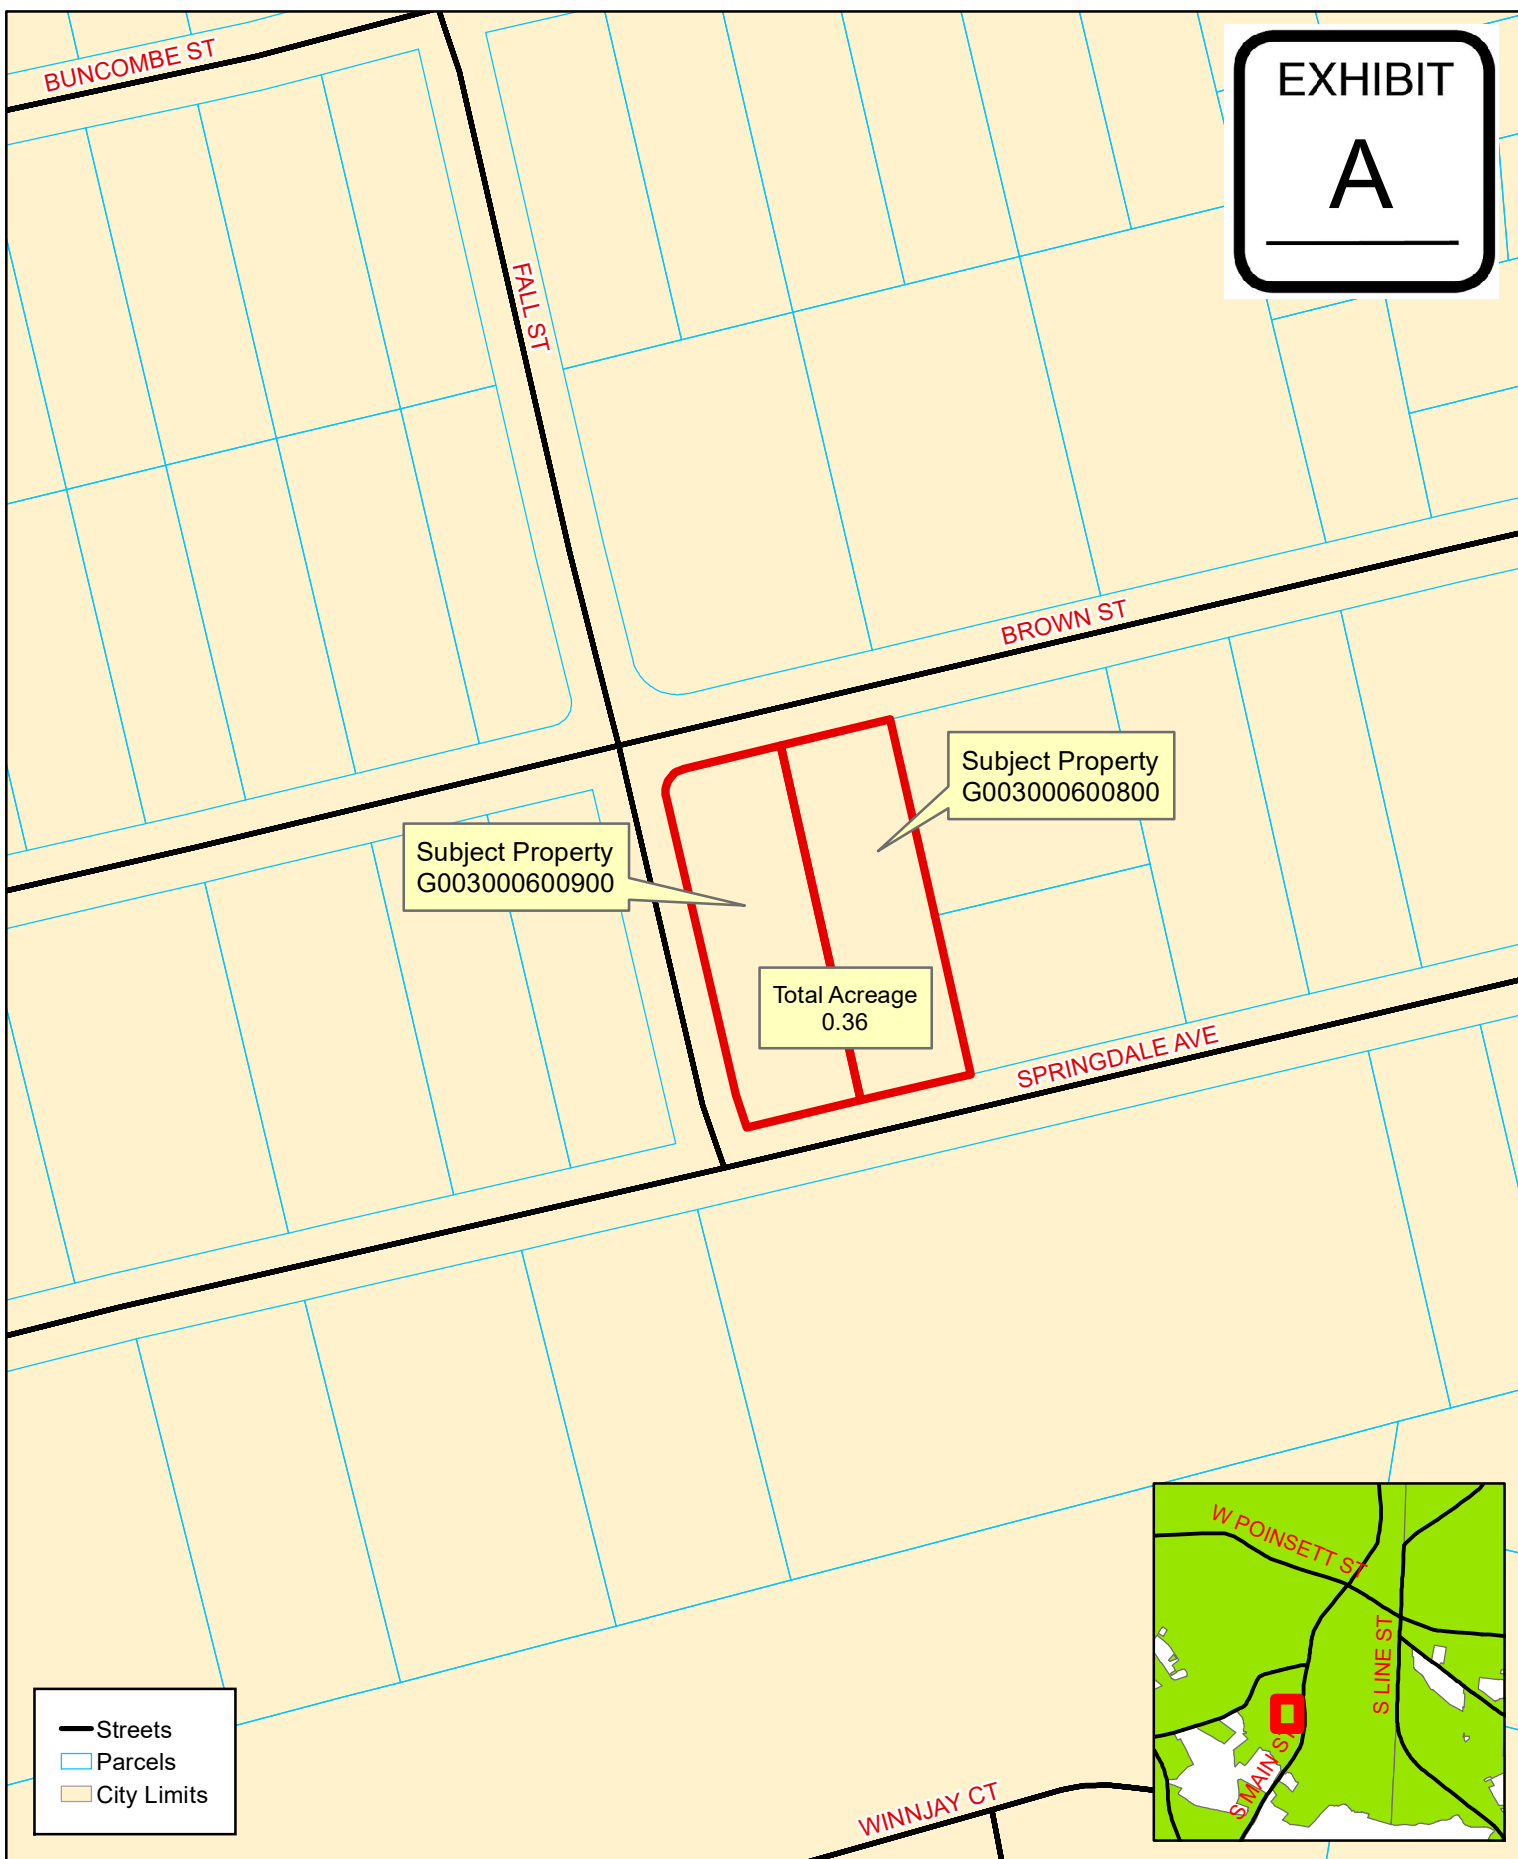 BUNCOMBE ST
EXHIBIT
A
FALL ST
BROWN ST
Subject Property
G003000600800
Subject Property
G003000600900
Total Acreage
0.36
SPRINGDALE AVE
W POINSETT ST
S LINE ST
S MAIN ST
Streets
Parcels
City Limits
WINNJAY CT